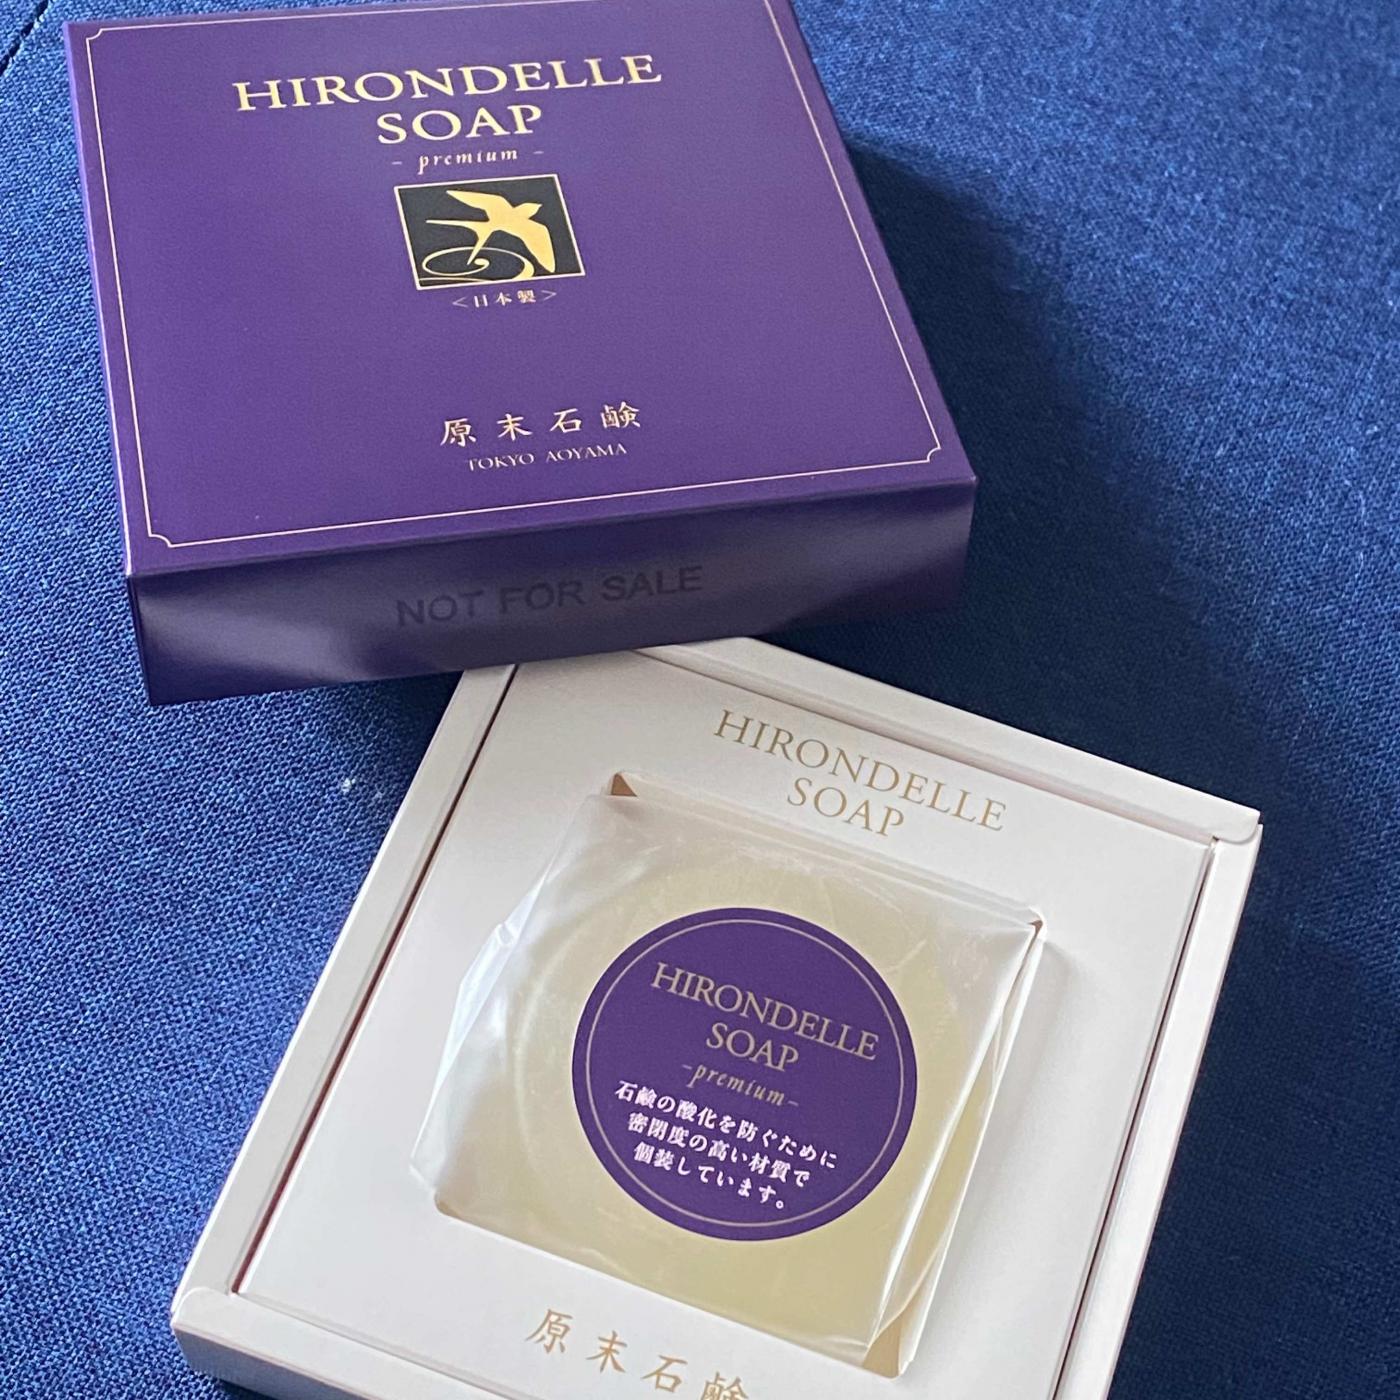 HIRONDELLE
SOAP
- premium -
<日本製>
原末石鹸
TOKYO AOYAMA
NOT FOR SALE
HIRONDELLE
SOAP
HIRONDELLE
SOAP
-premium-
石鹸の酸化を防ぐために
密閉度の高い材質で
個装しています。
原末石鹸